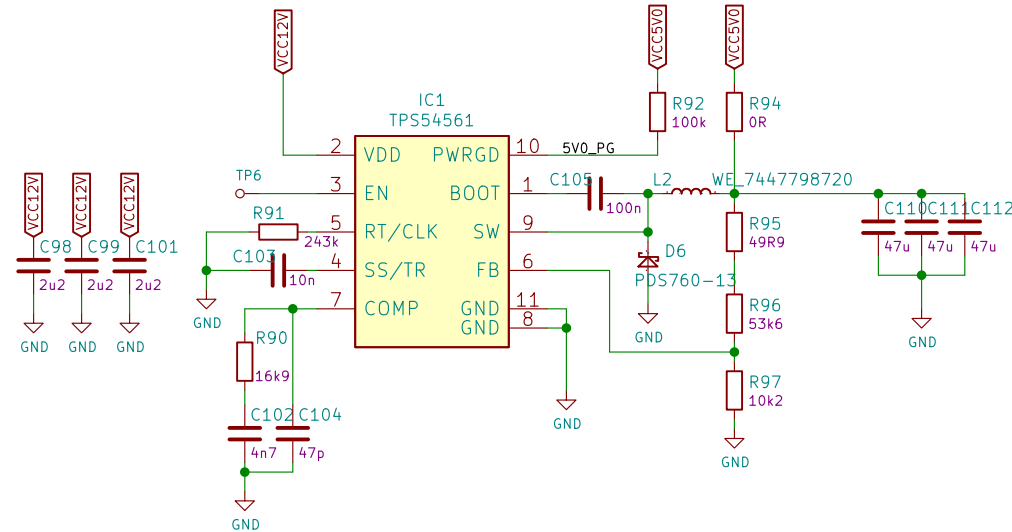 VCC12V
VCC5V0
VCC5V0
IC1
TPS54561
R92
100k
R94
0R
2
VDD
PWRGD
10
5V0_PG
TP6
3
EN
BOOT
1
C105
100n
L2
WE_7447798720
VCC12V
VCC12V
VCC12V
C98
2u2
C99
2u2
C101
2u2
GND
GND
GND
R91
243k
5
RT/CLK
SW
9
C103
10n
4
SS/TR
FB
6
D6
PDS760-13
R95
49R9
C110
47u
C111
47u
C112
47u
GND
7
COMP
GND
11
GND
8
GND
R96
53k6
GND
R90
16k9
R97
10k2
C102
4n7
C104
47p
GND
GND
GND